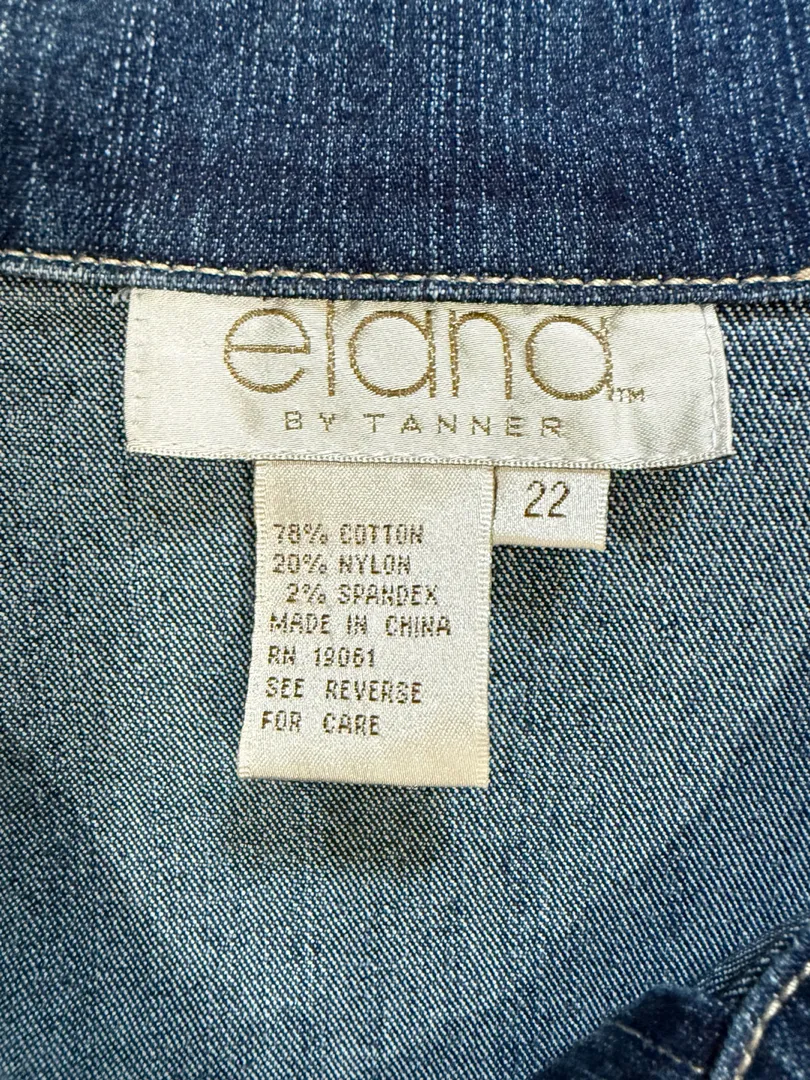 elana™
BY TANNER
22
78% COTTON
20% NYLON
2% SPANDEX
MADE IN CHINA
RN 19061
SEE REVERSE
FOR CARE